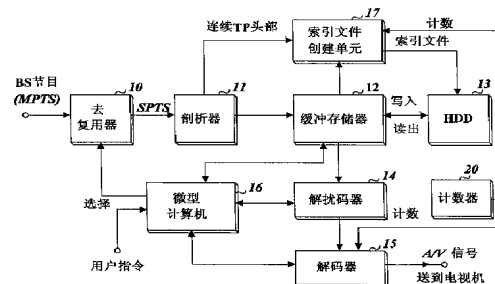 17
连续TP头部
索引文件
创建单元
计数
索引文件
BS节目
(MPTS)
10
去
复用器
SPTS
11
剖析器
12
缓冲存储器
写入
读出
13
HDD
选择
微型
计算机
16
14
解扰码器
计数
20
计数器
用户指令
15
解码器
A/V 信号
送到电视机